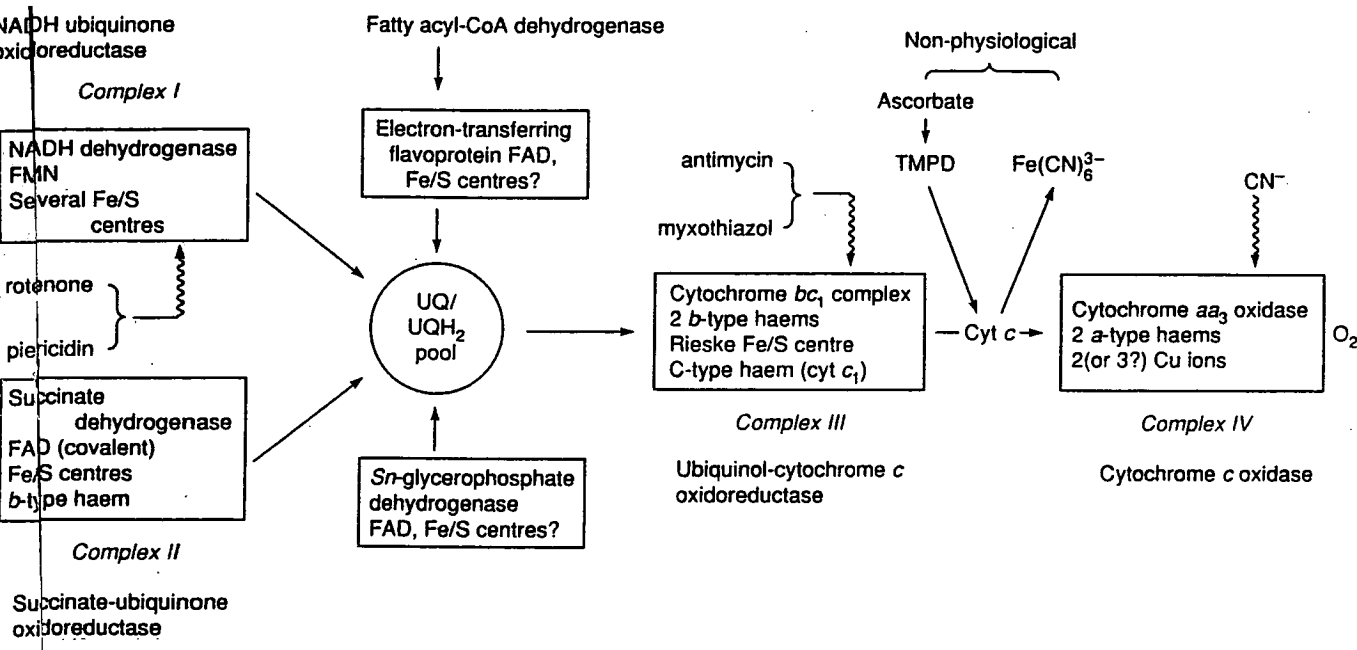 NADH ubiquinone
oxidoreductase
Complex I
NADH dehydrogenase
FMN
Several Fe/S
centres
rotenone
piericidin
Succinate
dehydrogenase
FAD (covalent)
Fe/S centres
b-type haem
Complex II
Succinate-ubiquinone
oxidoreductase
Fatty acyl-CoA dehydrogenase
Electron-transferring
flavoprotein FAD,
Fe/S centres?
UQ/
UQH₂
pool
Sn-glycerophosphate
dehydrogenase
FAD, Fe/S centres?
antimycin
myxothiazol
Cytochrome bc₁ complex
2 b-type haems
Rieske Fe/S centre
C-type haem (cyt c₁)
Complex III
Ubiquinol-cytochrome c
oxidoreductase
Non-physiological
Ascorbate
TMPD
Fe(CN)₆³⁻
Cyt c
CN⁻
Cytochrome aa₃ oxidase
2 a-type haems
2(or 3?) Cu ions
O₂
Complex IV
Cytochrome c oxidase